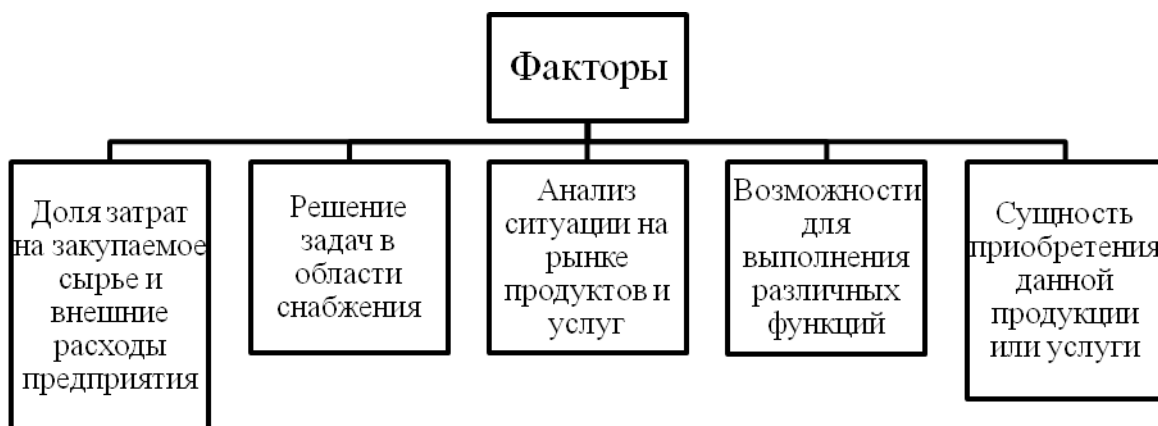 Факторы
Доля затрат
на закупаемое
сырье и
внешние
расходы
предприятия
Решение
задач в
области
снабжения
Анализ
ситуации на
рынке
продуктов и
услуг
Возможности
для
выполнения
различных
функций
Сущность
приобретения
данной
продукции
или услуги